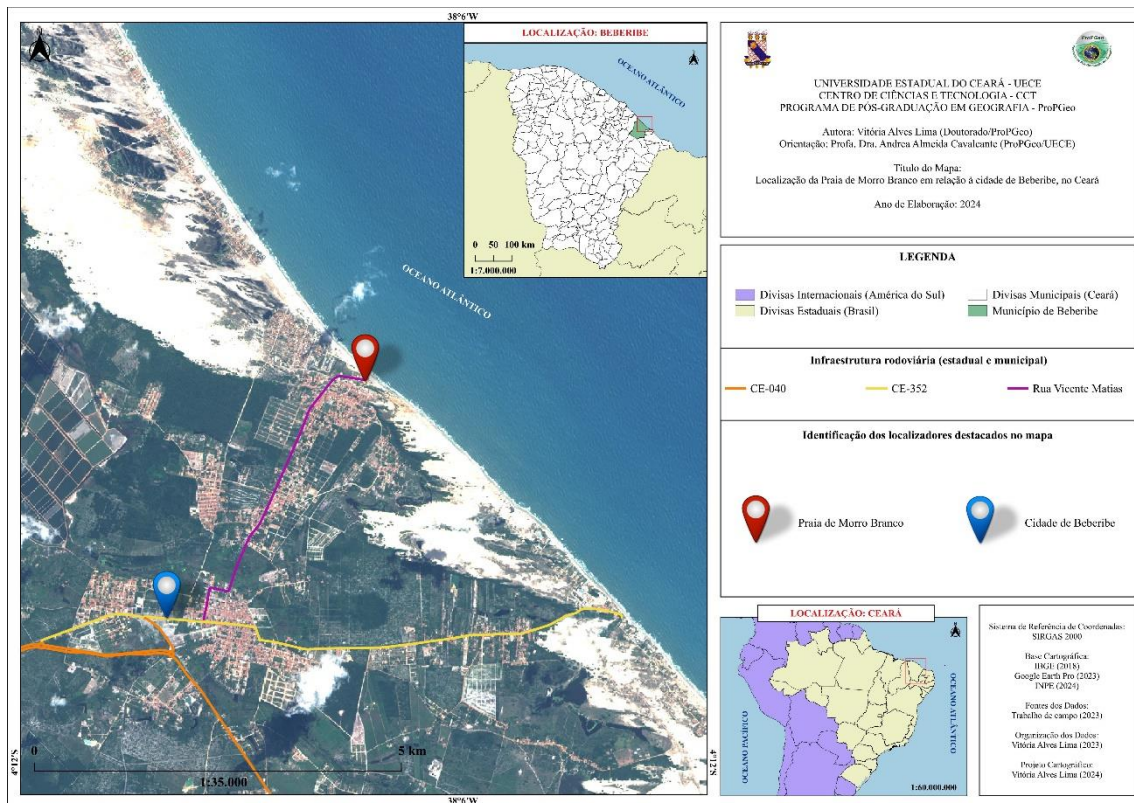 38°6'W
LOCALIZAÇÃO: BEBERIBE
OCEANO ATLÂNTICO
0 50 100 km
1:7.000.000
OCEANO ATLÂNTICO
0 5 km
1:35.000
4°12'S
4°12'S
38°6'W
ProPGeo
UNIVERSIDADE ESTADUAL DO CEARÁ - UECE
CENTRO DE CIÊNCIAS E TECNOLOGIA - CCT
PROGRAMA DE PÓS-GRADUAÇÃO EM GEOGRAFIA - ProPGeo
Autora: Vitória Alves Lima (Doutorado/ProPGeo)
Orientação: Profa. Dra. Andrea Almeida Cavalcante (ProPGeo/UECE)
Título do Mapa:
Localização da Praia de Morro Branco em relação à cidade de Beberibe, no Ceará
Ano de Elaboração: 2024
LEGENDA
Divisas Internacionais (América do Sul)
Divisas Municipais (Ceará)
Divisas Estaduais (Brasil)
Município de Beberibe
Infraestrutura rodoviária (estadual e municipal)
CE-040
CE-352
Rua Vicente Matias
Identificação dos localizadores destacados no mapa
Praia de Morro Branco
Cidade de Beberibe
LOCALIZAÇÃO: CEARÁ
OCEANO PACÍFICO
OCEANO ATLÂNTICO
1:60.000.000
Sistema de Referência de Coordenadas:
SIRGAS 2000
Base Cartográfica:
IBGE (2018)
Google Earth Pro (2023)
INPE (2024)
Fontes dos Dados:
Trabalho de campo (2023)
Organização dos Dados:
Vitória Alves Lima (2023)
Projeto Cartográfico:
Vitória Alves Lima (2024)